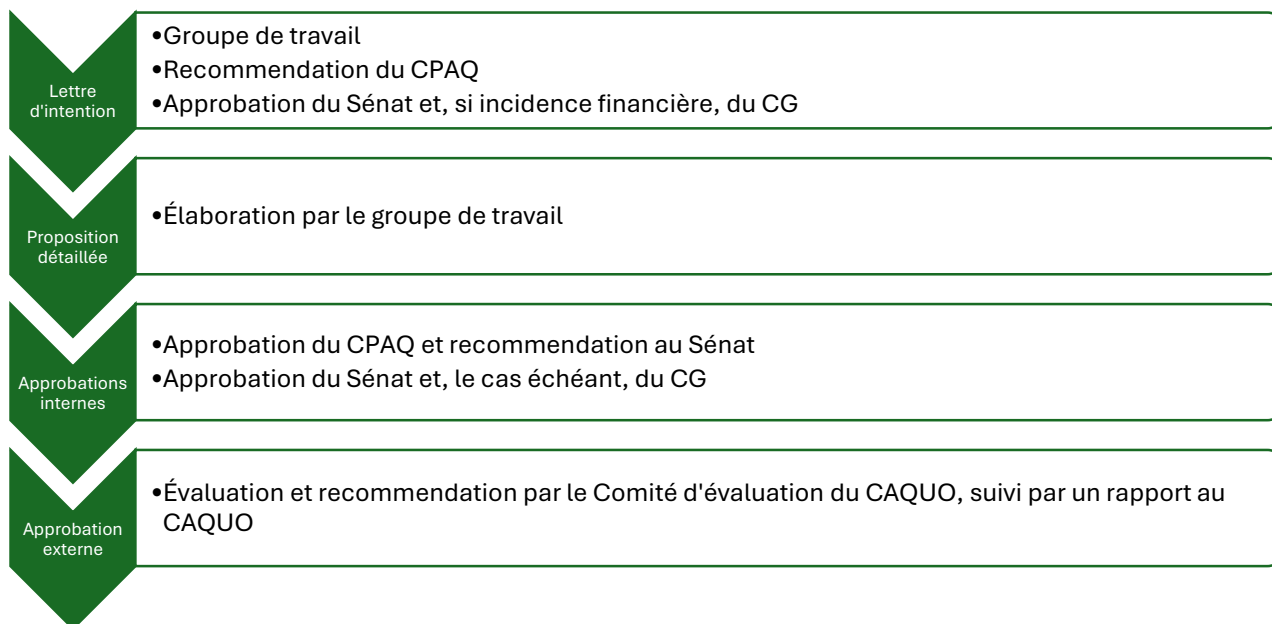 Lettre
d'intention
•Groupe de travail
•Recommendation du CPAQ
•Approbation du Sénat et, si incidence financière, du CG
Proposition
détaillée
•Élaboration par le groupe de travail
Approbations
internes
•Approbation du CPAQ et recommendation au Sénat
•Approbation du Sénat et, le cas échéant, du CG
Approbation
externe
•Évaluation et recommendation par le Comité d'évaluation du CAQUO, suivi par un rapport au
CAQUO